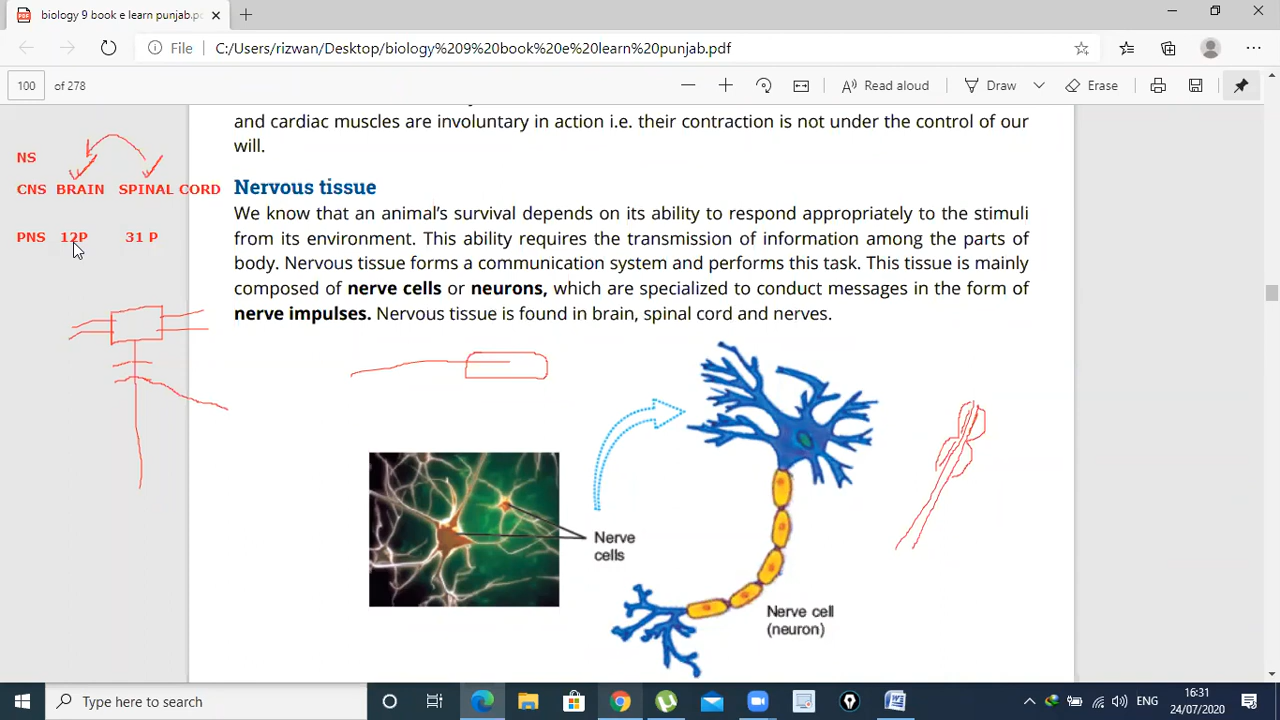 biology 9 book e learn punjab.p
File C:/Users/rizwan/Desktop/biology%209%20book%20e%20learn%20punjab.pdf
100 of 278 Read aloud Draw Erase
and cardiac muscles are involuntary in action i.e. their contraction is not under the control of our
will.
NS
CNS BRAIN SPINAL CORD
PNS 12P 31 P
Nervous tissue
We know that an animal's survival depends on its ability to respond appropriately to the stimuli
from its environment. This ability requires the transmission of information among the parts of
body. Nervous tissue forms a communication system and performs this task. This tissue is mainly
composed of nerve cells or neurons, which are specialized to conduct messages in the form of
nerve impulses. Nervous tissue is found in brain, spinal cord and nerves.
Nerve
cells
Nerve cell
(neuron)
Type here to search
ENG
16:31
24/07/2020